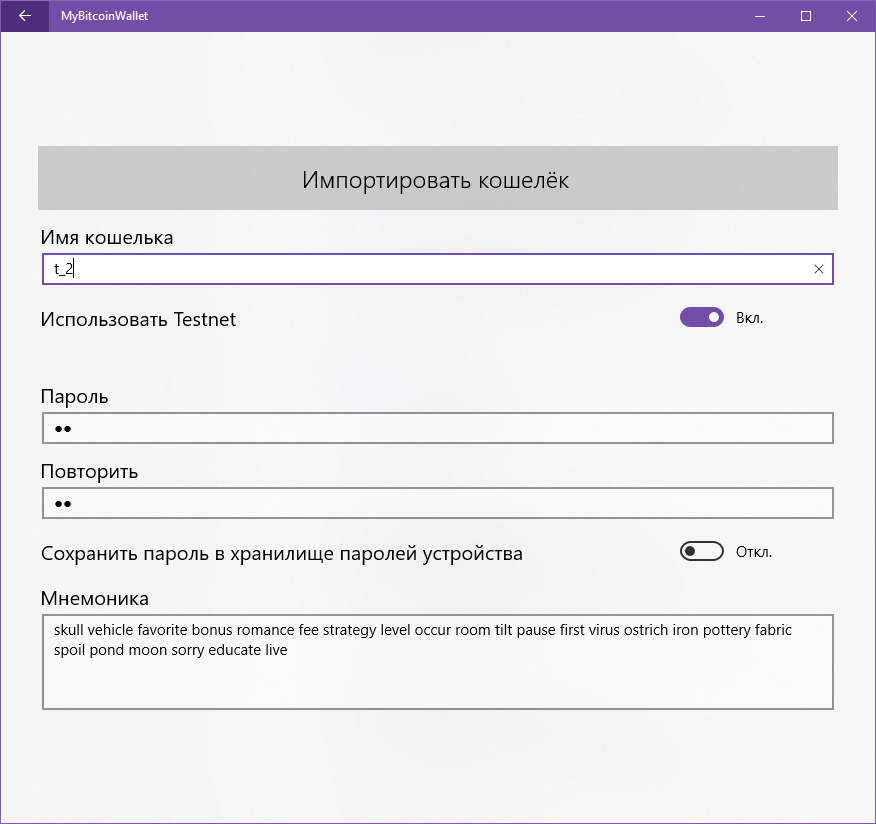 MyBitcoinWallet
Импортировать кошелёк
Имя кошелька
t_2
Использовать Testnet
Вкл.
Пароль
••
Повторить
••
Сохранить пароль в хранилище паролей устройства
Откл.
Мнемоника
skull vehicle favorite bonus romance fee strategy level occur room tilt pause first virus ostrich iron pottery fabric
spoil pond moon sorry educate live